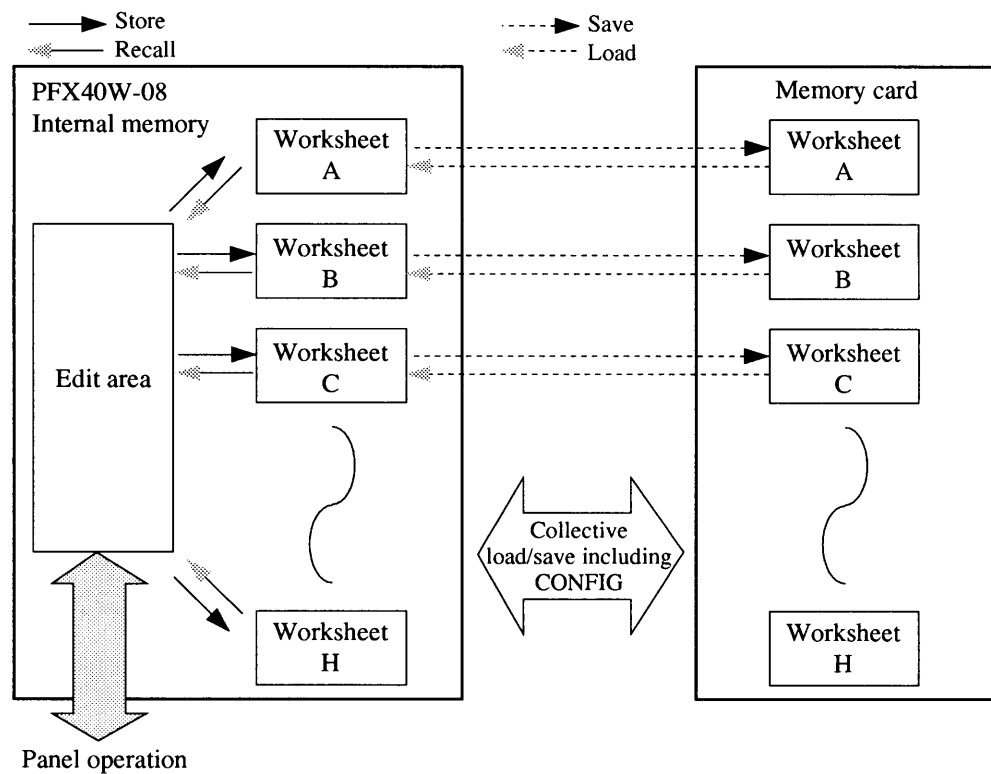 Store
Recall
Save
Load
PFX40W-08
Internal memory
Memory card
Worksheet
A
Worksheet
A
Worksheet
B
Worksheet
B
Worksheet
C
Worksheet
C
Edit area
Collective
load/save including
CONFIG
Worksheet
H
Worksheet
H
Panel operation